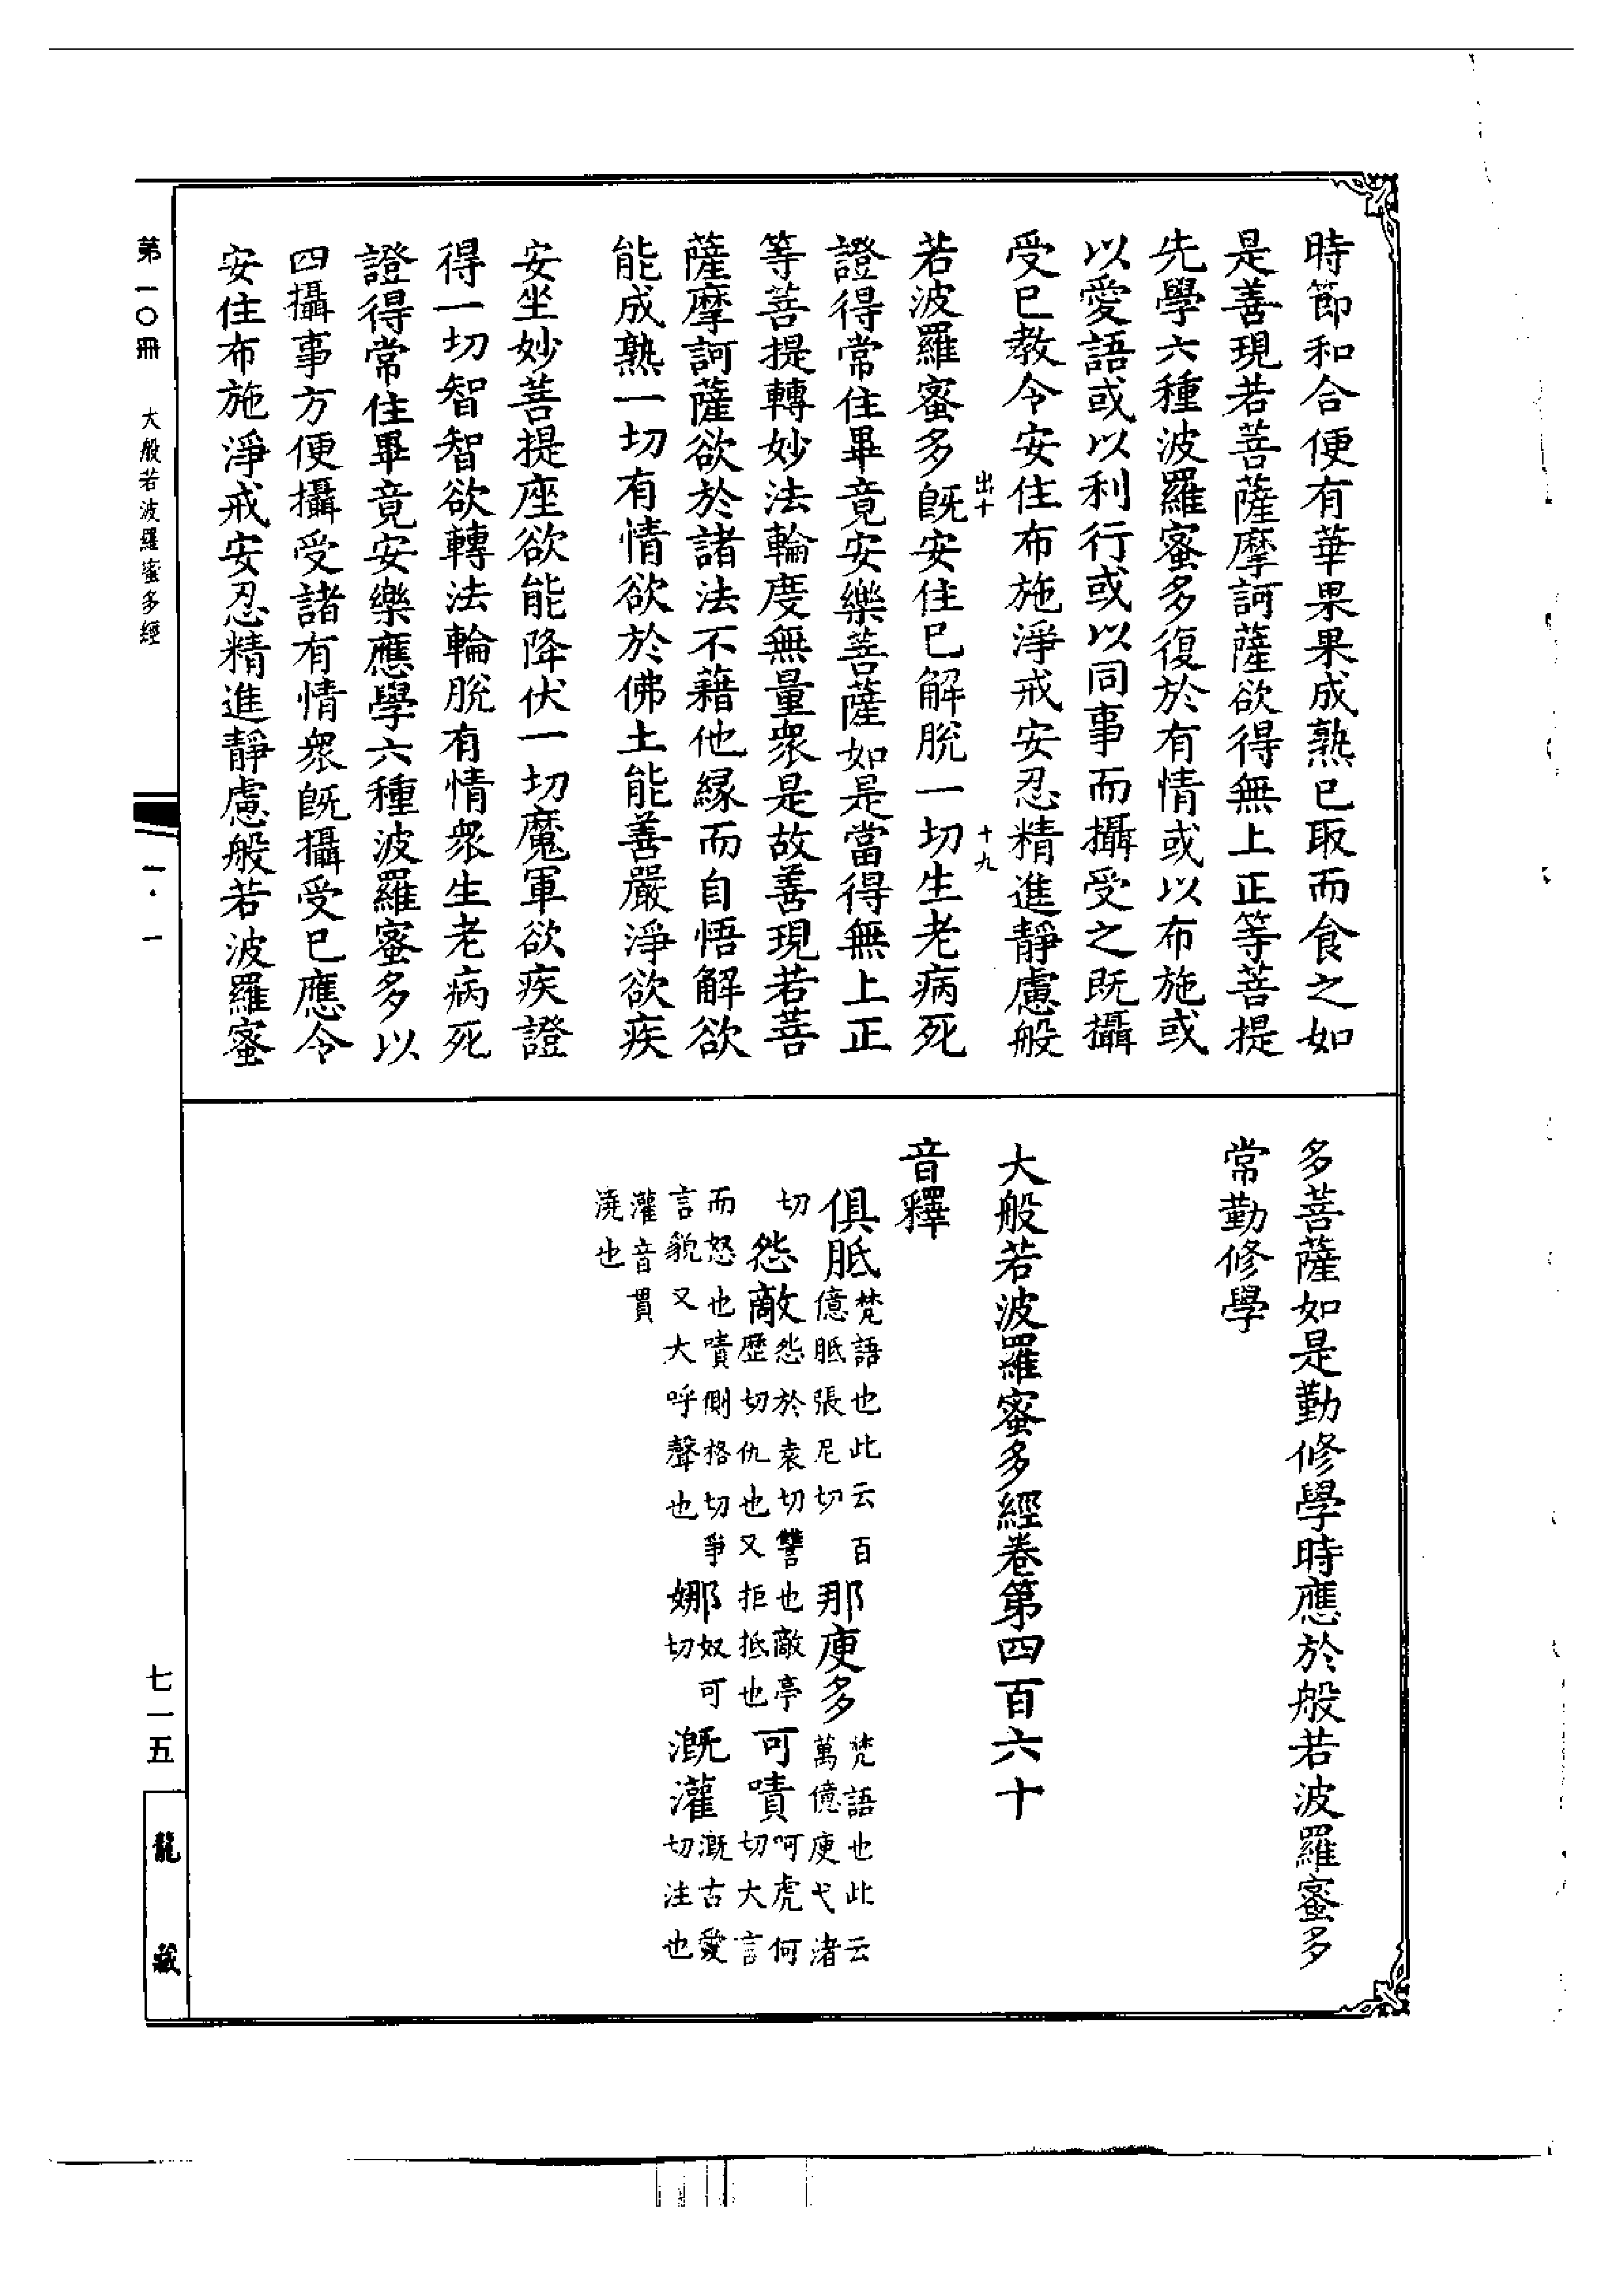 時節和合便有華果果成熟已取而食之如
是善現若菩薩摩訶薩欲得無上正等菩提
先學六種波羅蜜多復於有情或以布施或
以愛語或以利行或以同事而攝受之既攝
受已教令安住布施淨戒安忍精進靜慮般
出十 十九
若波羅蜜多既安住已解脫一切生老病死
證得常住畢竟安樂菩薩如是當得無上正
等菩提轉妙法輪度無量衆是故善現若菩
薩摩訶薩欲於諸法不藉他緣而自悟解欲
能成熟一切有情欲於佛土能善嚴淨欲疾
安坐妙菩提座欲能降伏一切魔軍欲疾證
得一切智智欲轉法輪脫有情衆生老病死
證得常住畢竟安樂應學六種波羅蜜多以
四攝事方便攝受諸有情衆既攝受已應令
安住布施淨戒安忍精進靜慮般若波羅蜜
多菩薩如是勤修學時應於般若波羅蜜多
常勤修學
大般若波羅蜜多經卷第四百六十
音釋
俱胝梵語也此云百億胝張尼切 那庾多梵語也此云萬億庾弋渚
切 怨敵怨於袁切讐也敵亭歷切仇也又拒抵也 可嘖呵虎何切大言
而怒也嘖側格切爭言貌又大呼聲也 娜奴可切 溉灌溉古愛切注也
灌音貫澆也
第一〇冊 大般若波羅蜜多經 一·一 七一五 龍藏